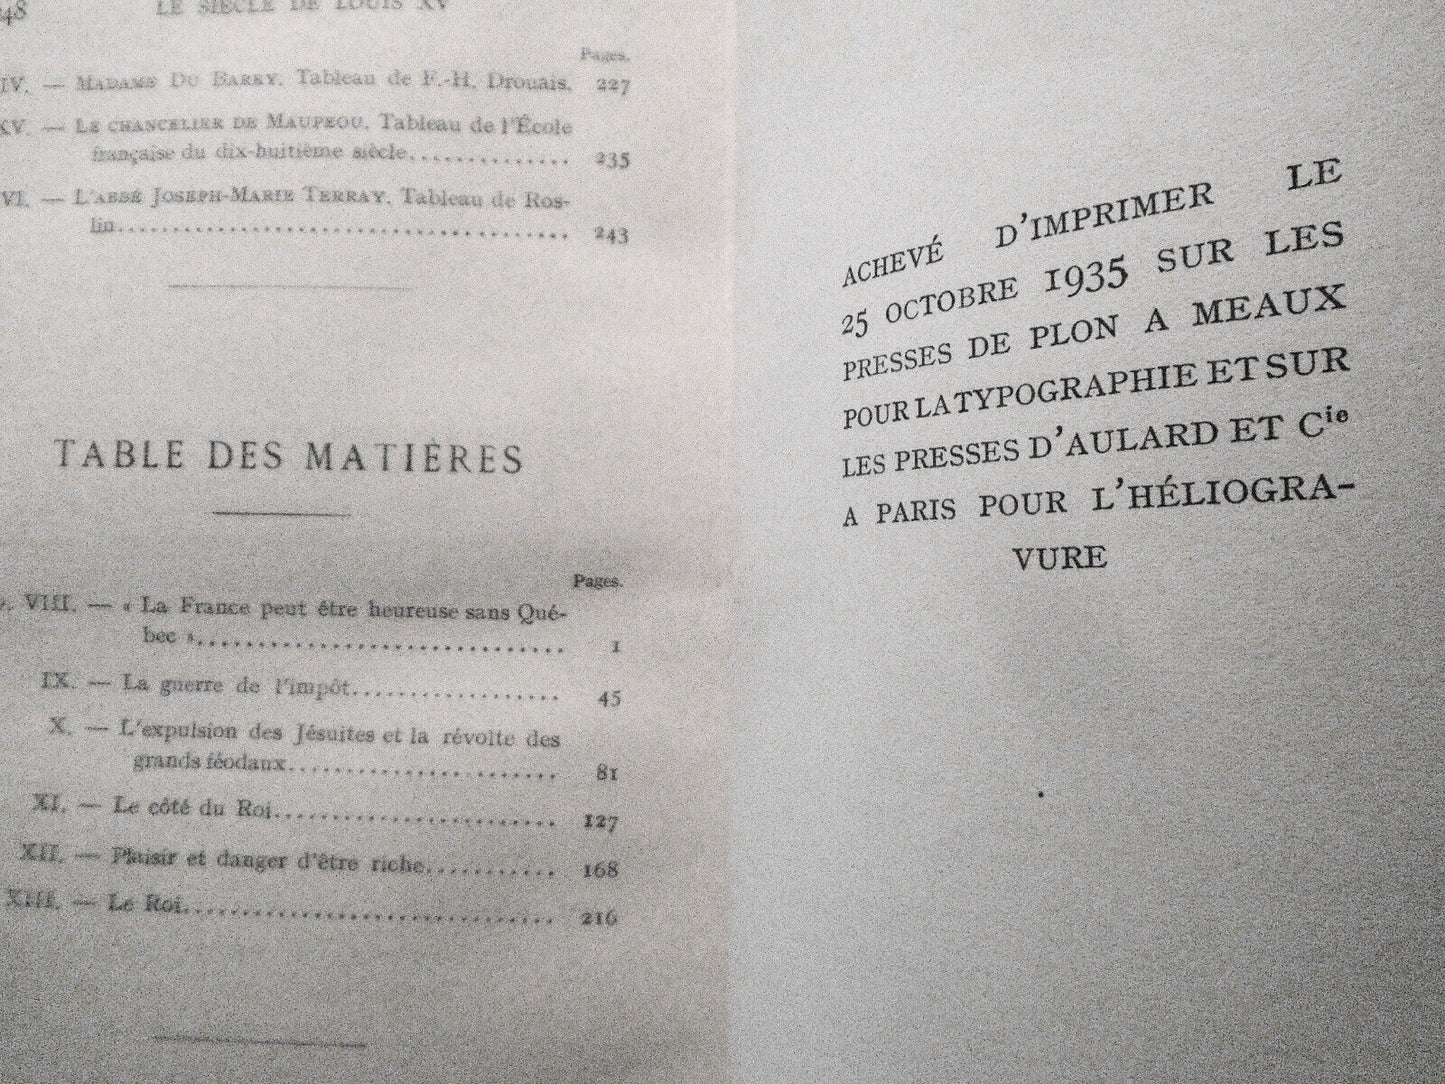 248 LE SIÈCLE DE LOUIS XV
Pages.
IV. — MADAME DU BARRY. Tableau de F.-H. Drouais. 227
XV. — LE CHANCELIER DE MAUPEOU. Tableau de l'École
française du dix-huitième siècle............... 235
VI. — L'ABBÉ JOSEPH-MARIE TERRAY. Tableau de Ros-
lin........................................ 243
TABLE DES MATIÈRES
Pages.
VIII. — « La France peut être heureuse sans Qué-
bec »................................. 1
IX. — La guerre de l'impôt................... 45
X. — L'expulsion des Jésuites et la révolte des
grands féodaux........................ 81
XI. — Le côté du Roi......................... 127
XII. — Plaisir et danger d'être riche........... 168
XIII. — Le Roi................................. 216
ACHEVÉ D'IMPRIMER LE
25 OCTOBRE 1935 SUR LES
PRESSES DE PLON A MEAUX
POUR LA TYPOGRAPHIE ET SUR
LES PRESSES D'AULARD ET Cie
A PARIS POUR L'HÉLIOGRA-
VURE